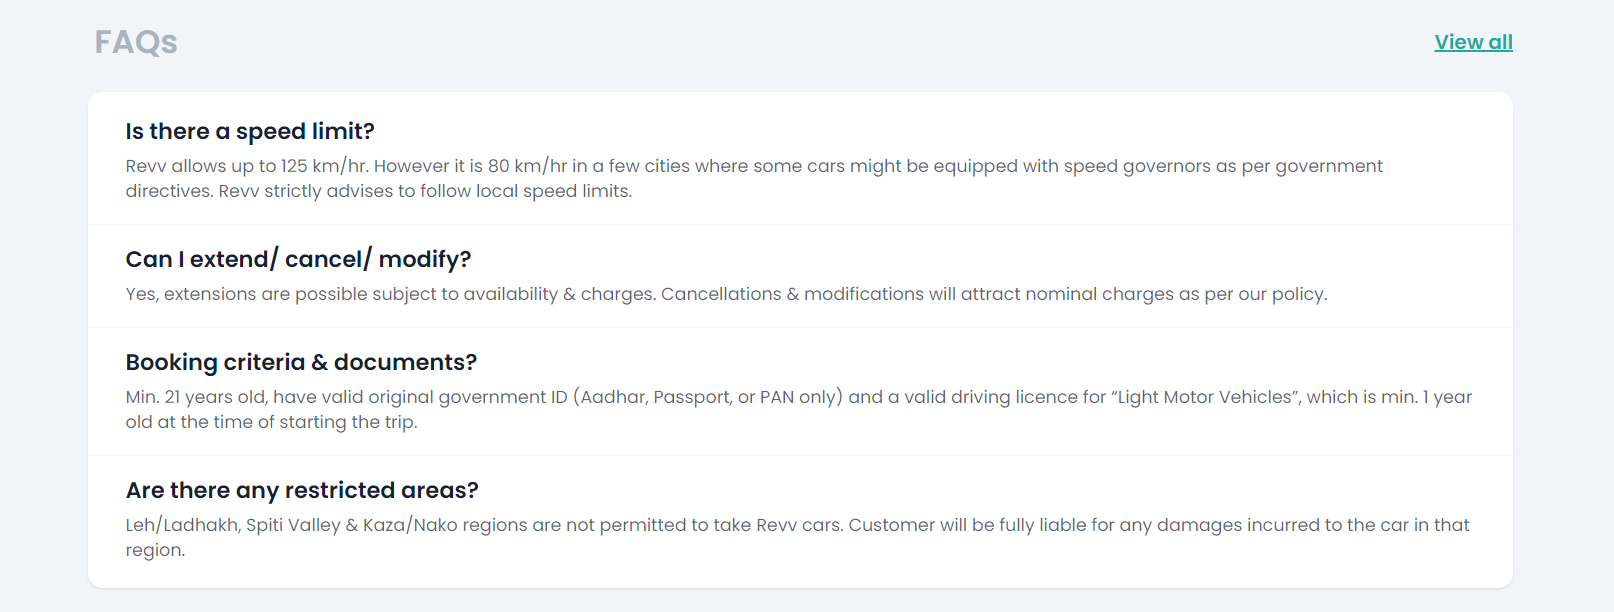 FAQs
View all
Is there a speed limit?
Revv allows up to 125 km/hr. However it is 80 km/hr in a few cities where some cars might be equipped with speed governors as per government
directives. Revv strictly advises to follow local speed limits.
Can I extend/ cancel/ modify?
Yes, extensions are possible subject to availability & charges. Cancellations & modifications will attract nominal charges as per our policy.
Booking criteria & documents?
Min. 21 years old, have valid original government ID (Aadhar, Passport, or PAN only) and a valid driving licence for “Light Motor Vehicles”, which is min. 1 year
old at the time of starting the trip.
Are there any restricted areas?
Leh/Ladhakh, Spiti Valley & Kaza/Nako regions are not permitted to take Revv cars. Customer will be fully liable for any damages incurred to the car in that
region.